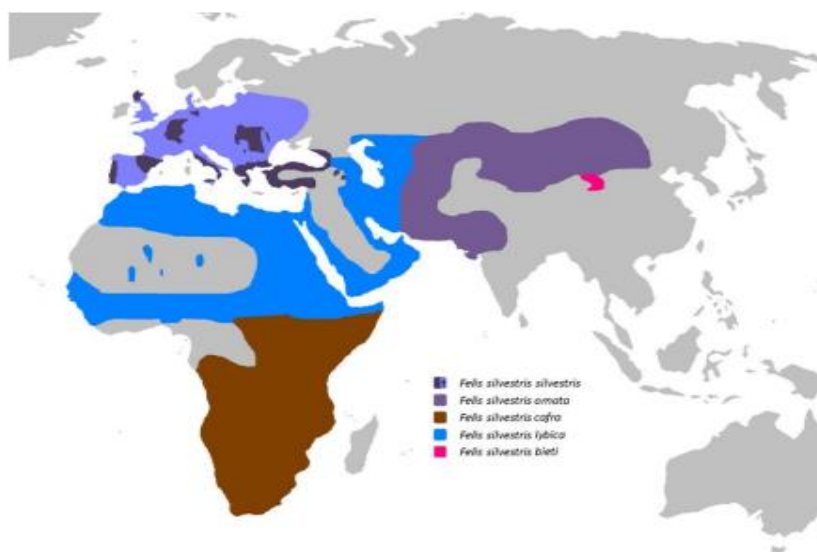 Felis silvestris silvestris
Felis silvestris ornata
Felis silvestris cafra
Felis silvestris lybica
Felis silvestris bieti